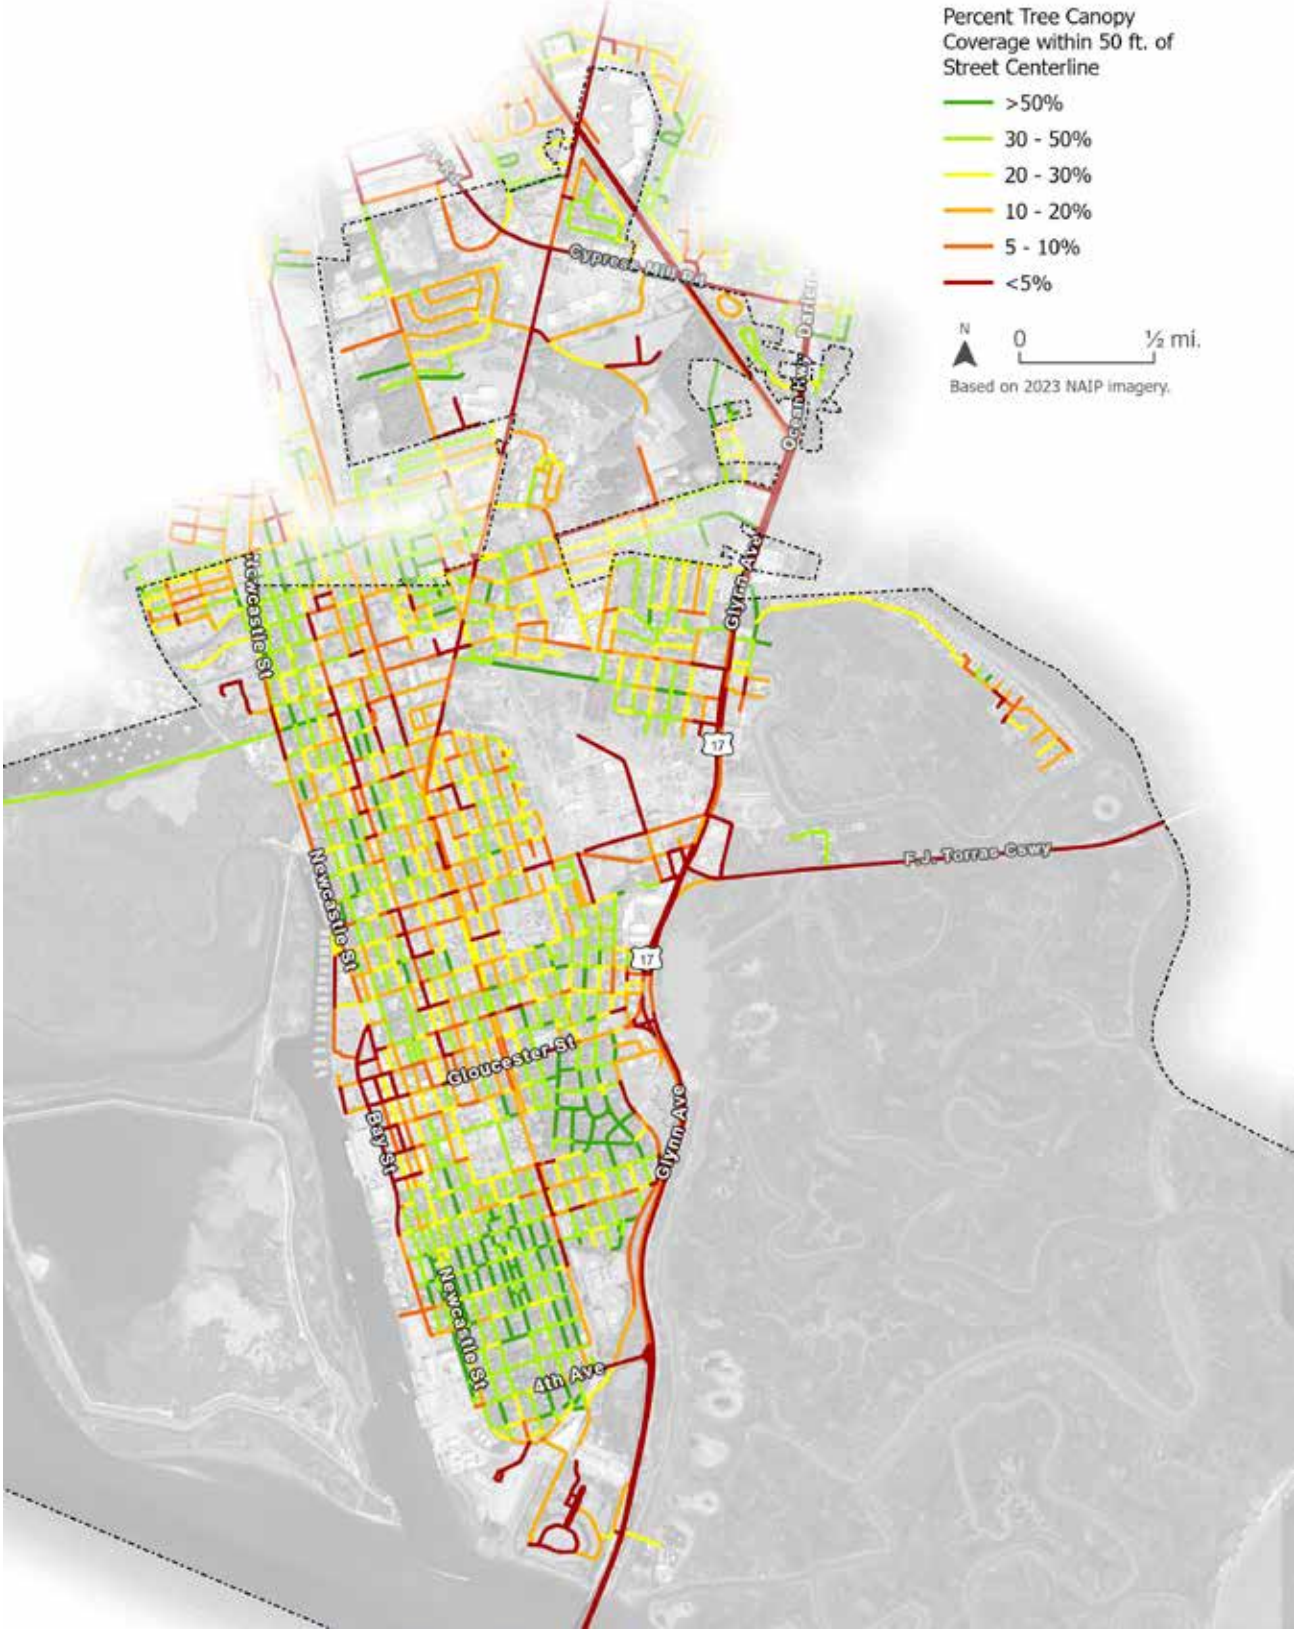 Percent Tree Canopy
Coverage within 50 ft. of
Street Centerline
>50%
30 - 50%
20 - 30%
10 - 20%
5 - 10%
<5%
N
0 ½ mi.
Based on 2023 NAIP imagery.
Cypress Mill Rd
Ocean Hwy
Newcastle St
Glynn Ave
17
Newcastle St
F.J. Torras Cswy
17
Gloucester St
Bay St
Glynn Ave
Newcastle St
4th Ave